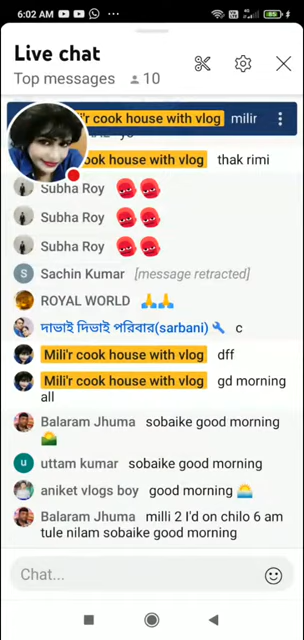 6:02 AM
Live chat
Top messages 10
cook house with vlog milir
cook house with vlog thak rimi
Subha Roy
Subha Roy
Subha Roy
Sachin Kumar [message retracted]
ROYAL WORLD 🙏🙏
দাভাই দিভাই পরিবার(sarbani) c
Mili'r cook house with vlog dff
Mili'r cook house with vlog gd morning
all
Balaram Jhuma sobaike good morning
uttam kumar sobaike good morning
aniket vlogs boy good morning
Balaram Jhuma milli 2 I'd on chilo 6 am
tule nilam sobaike good morning
Chat...